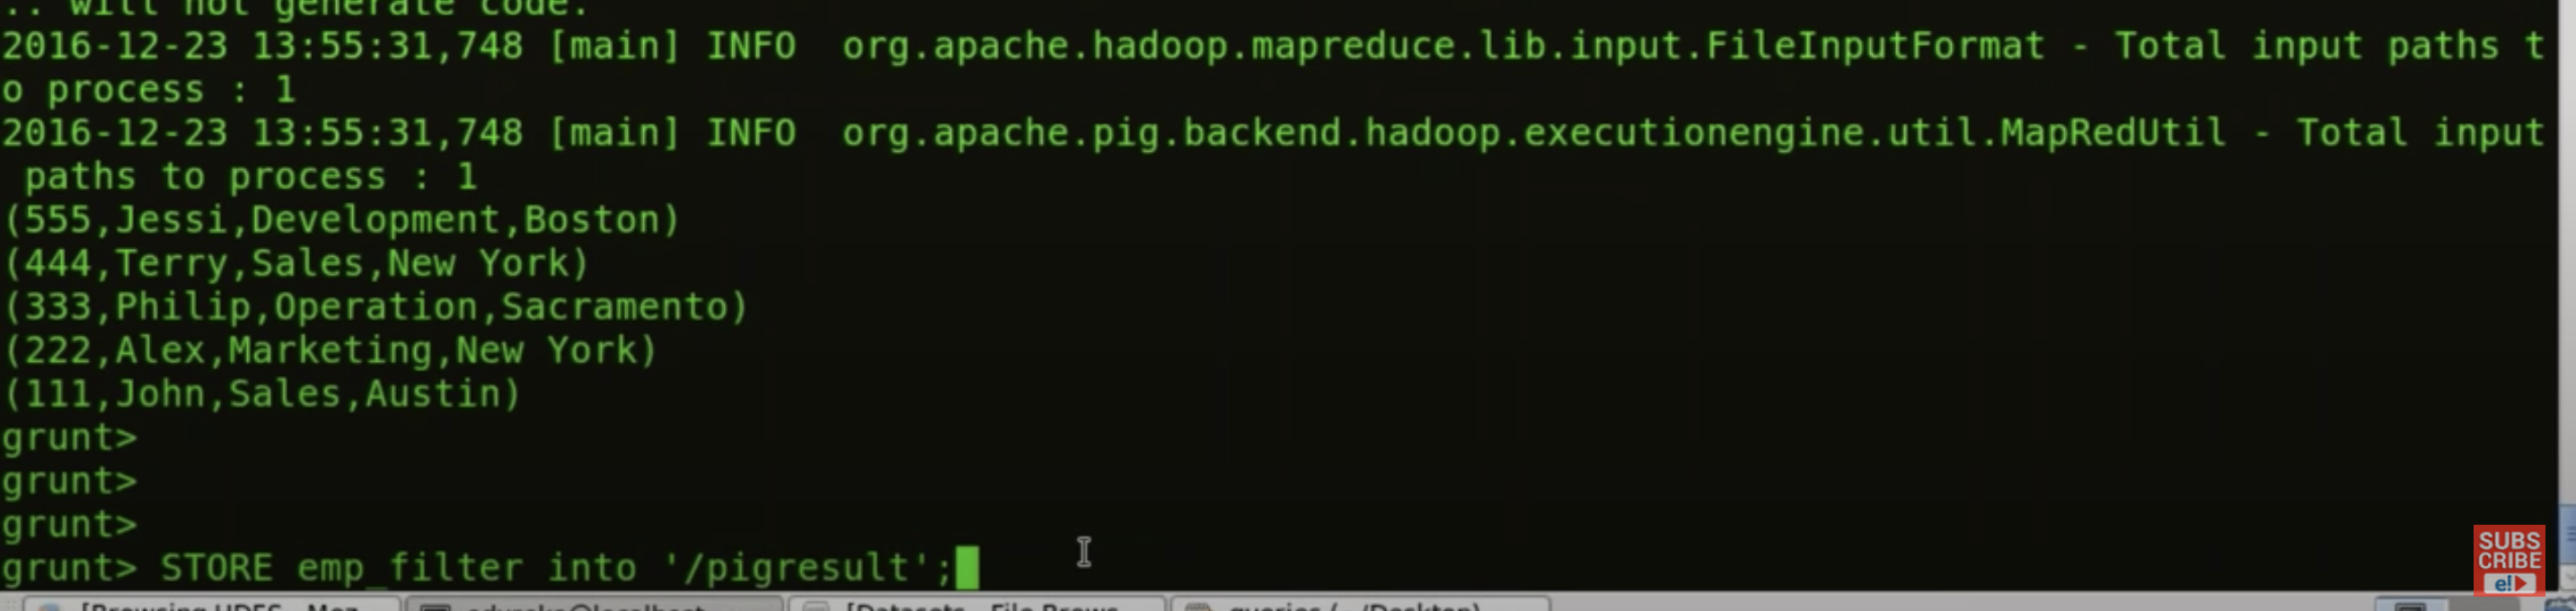 .. will not generate code.
2016-12-23 13:55:31,748 [main] INFO  org.apache.hadoop.mapreduce.lib.input.FileInputFormat - Total input paths t
o process : 1
2016-12-23 13:55:31,748 [main] INFO  org.apache.pig.backend.hadoop.executionengine.util.MapRedUtil - Total input
 paths to process : 1
(555,Jessi,Development,Boston)
(444,Terry,Sales,New York)
(333,Philip,Operation,Sacramento)
(222,Alex,Marketing,New York)
(111,John,Sales,Austin)
grunt>
grunt>
grunt>
grunt> STORE emp_filter into '/pigresult';
SUBS
CRIBE
e!
[Browsing HDFS - Moz... edureka@localhost [Datasets - File Brows... queries (~/Desktop)